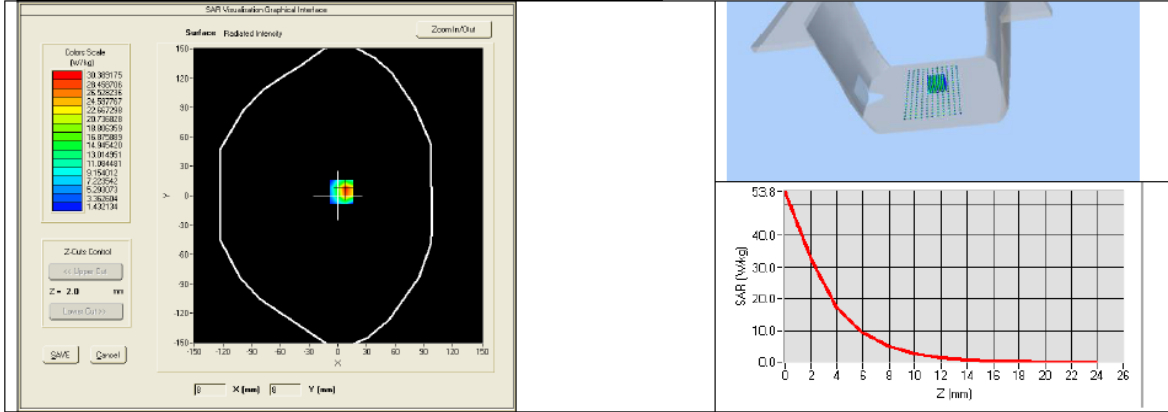 SAR Visualisation Graphical Interface
Surface Radiated Intensity
Zoom In/Out
Colors Scale
(W/kg)
30.389175
28.458706
26.528236
24.597767
22.667298
20.736828
18.806359
16.875889
14.945420
13.014951
11.084481
9.154012
7.223542
5.293073
3.362604
1.432134
150-
120-
90-
60-
30-
0-
-30-
-60-
-90-
-120-
-150-
Y
-150 -120 -90 -60 -30 0 30 60 90 120 150
X
Z-Cuts Control
<< Upper Cut
Z = 2.0 mm
Lower Cut >>
SAVE Cancel
8 X (mm) 8 Y (mm)
53.8-
40.0-
30.0-
20.0-
10.0-
0.0-
SAR (W/kg)
0 2 4 6 8 10 12 14 16 18 20 22 24 26
Z (mm)